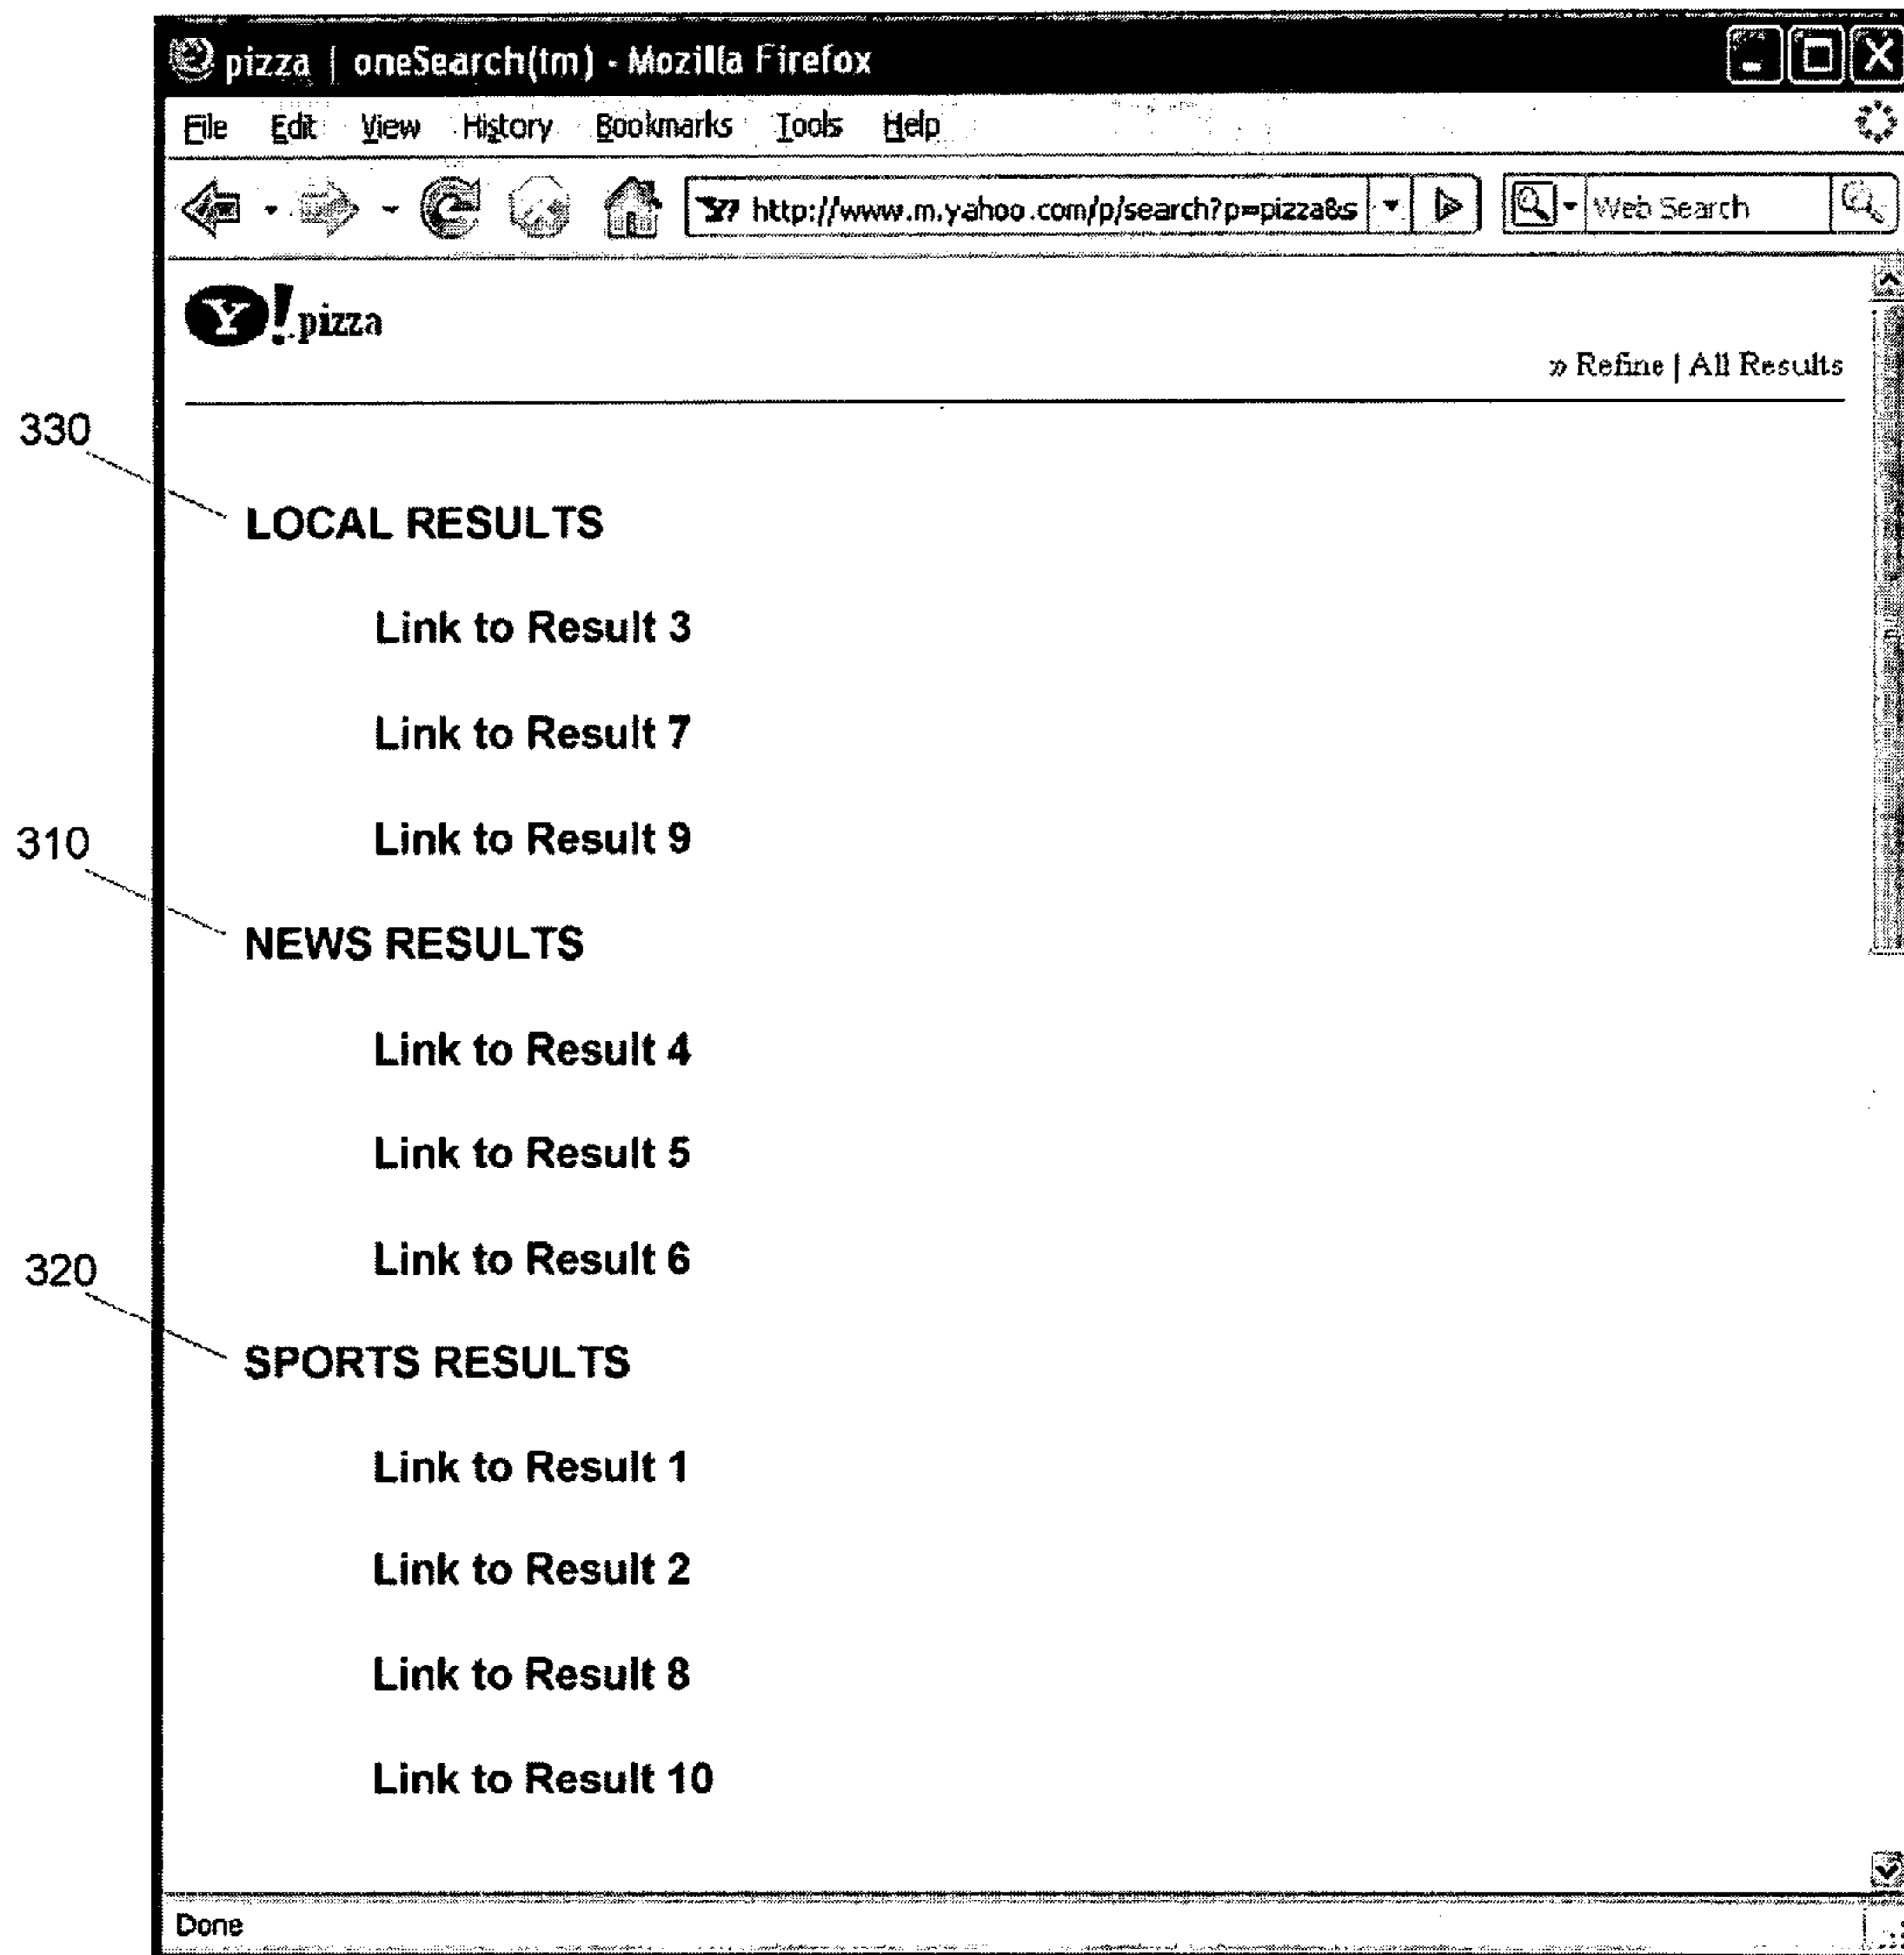 pizza | oneSearch(tm) - Mozilla Firefox
File Edit View History Bookmarks Tools Help
http://www.m.yahoo.com/p/search?p=pizza&s Web Search
Y! pizza
» Refine | All Results
330
LOCAL RESULTS
Link to Result 3
Link to Result 7
Link to Result 9
310
NEWS RESULTS
Link to Result 4
Link to Result 5
Link to Result 6
320
SPORTS RESULTS
Link to Result 1
Link to Result 2
Link to Result 8
Link to Result 10
Done